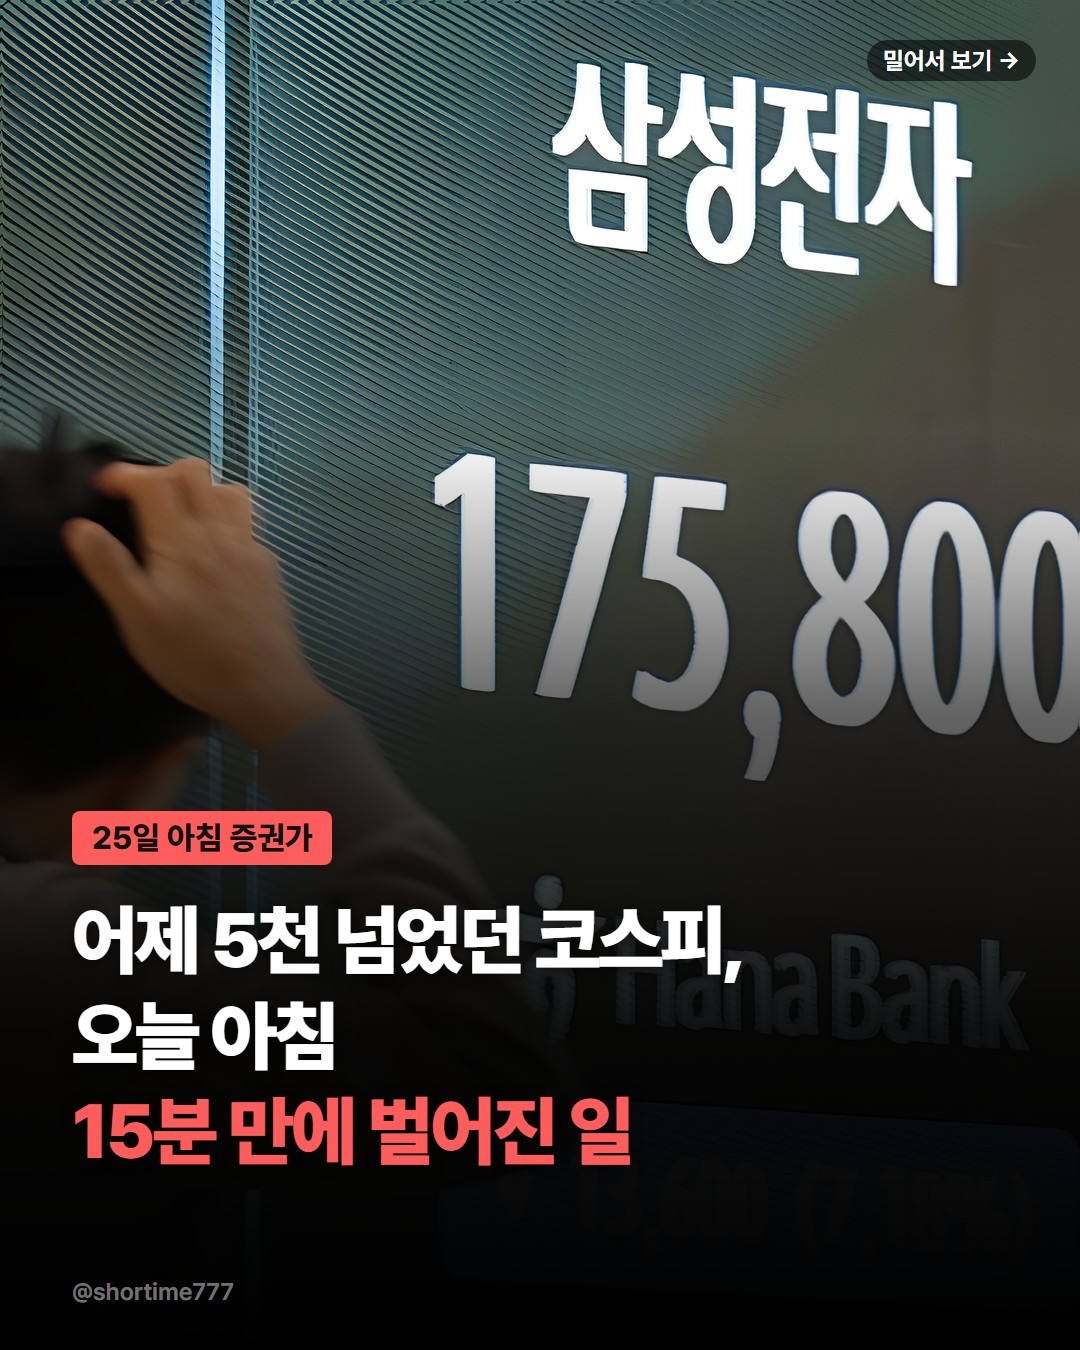 밀어서 보기 →
삼성전자
175,800
25일 아침 증권가
어제 5천 넘었던 코스피,
Hana Bank
오늘 아침
15분 만에 벌어진 일
@shortime777